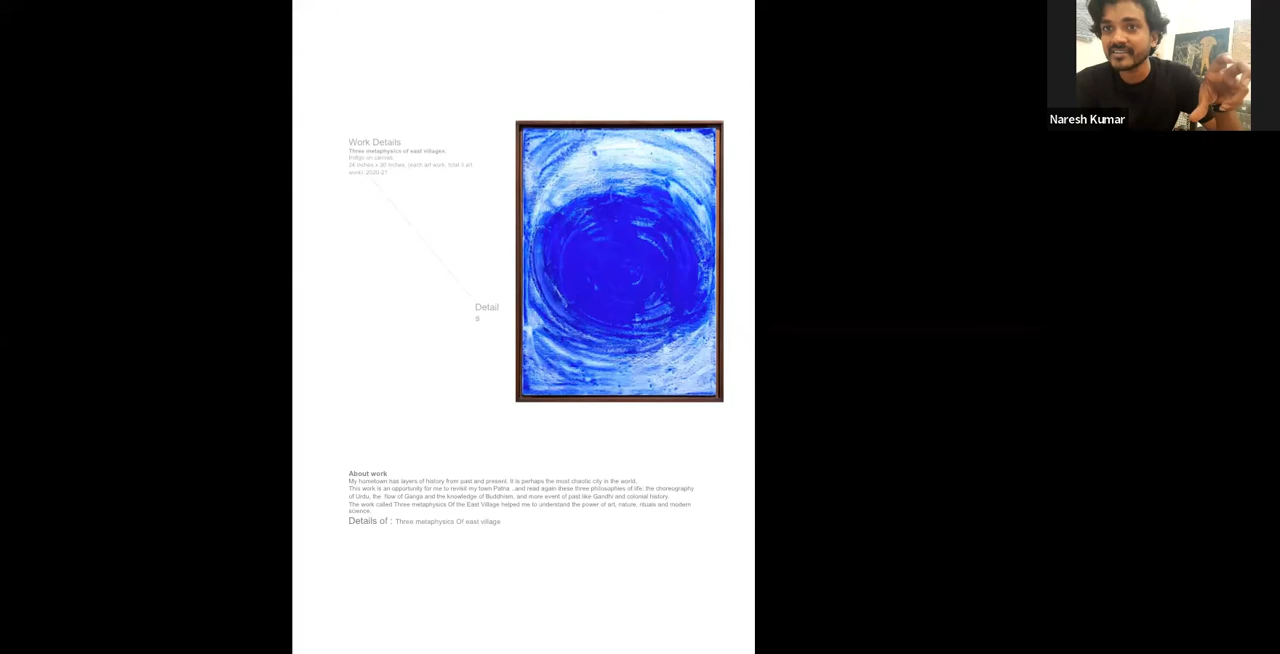 Work Details
Three metaphysics of east villages.
on canvas.
24 inches x 30 inches. (each art work, total 3 art
work) 2020-21
Detail
s
Naresh Kumar
About work
My hometown has layers of history from past and present. It is perhaps the most chaotic city in the world.
This work is an opportunity for me to revisit my town Patna ..and read again these three philosophies of life: the choreography
of Urdu, the flow of Ganga and the knowledge of Buddhism, and more event of past like Gandhi and colonial history.
The work called Three metaphysics Of the East Village helped me to understand the power of art, nature, rituals and modern
science.
Details of : Three metaphysics Of east village